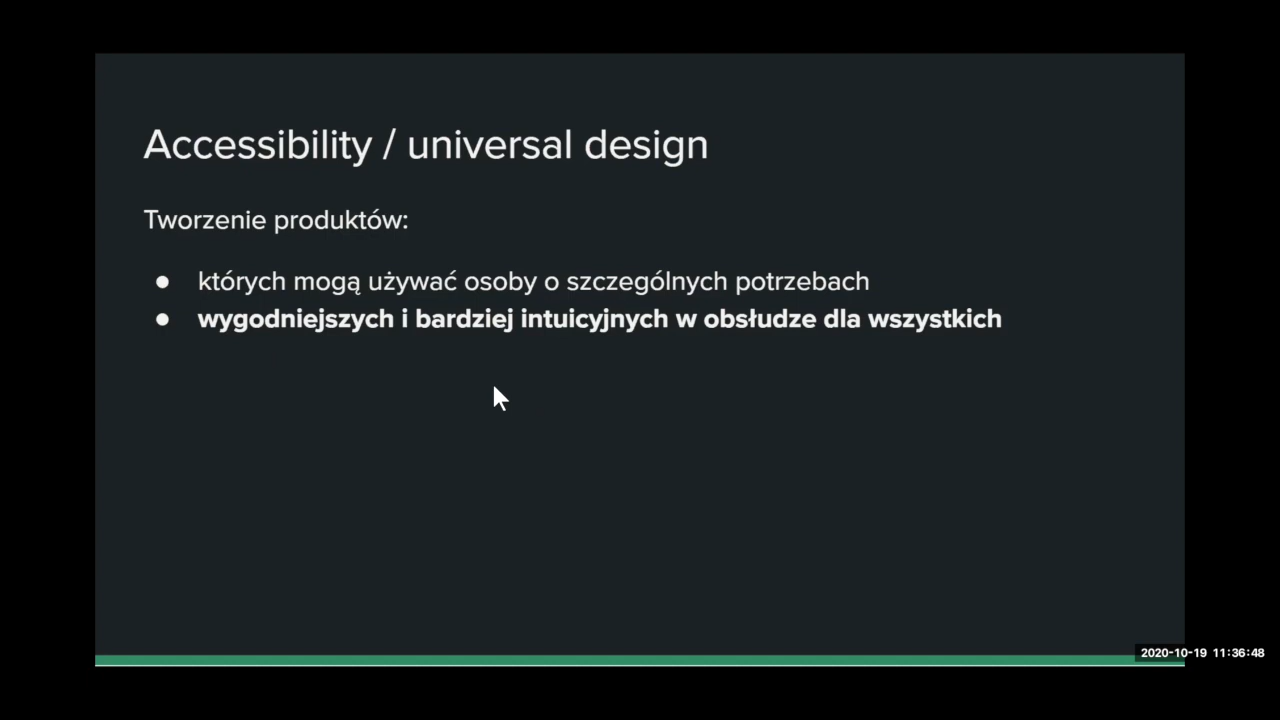 Accessibility / universal design
Tworzenie produktów:
● których mogą używać osoby o szczególnych potrzebach
● wygodniejszych i bardziej intuicyjnych w obsłudze dla wszystkich
2020-10-19 11:36:48